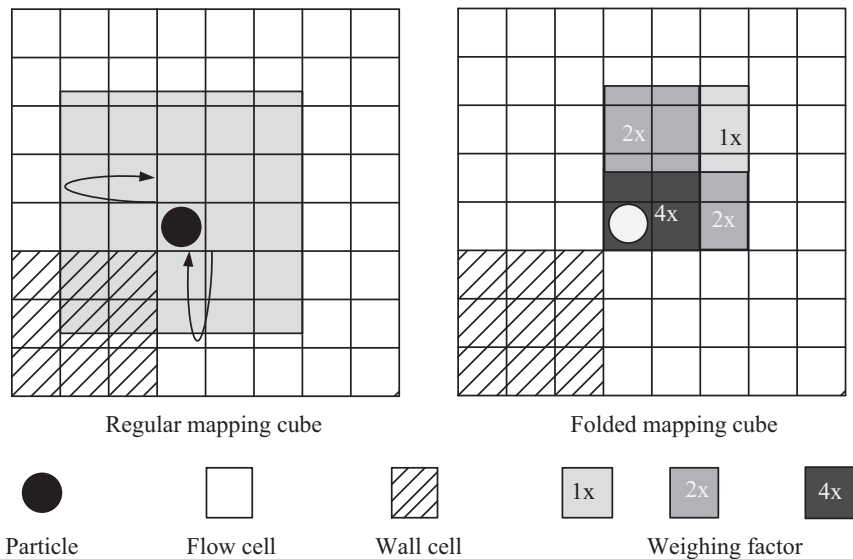 2x
1x
4x
2x
Regular mapping cube
Folded mapping cube
1x
2x
4x
Particle
Flow cell
Wall cell
Weighing factor